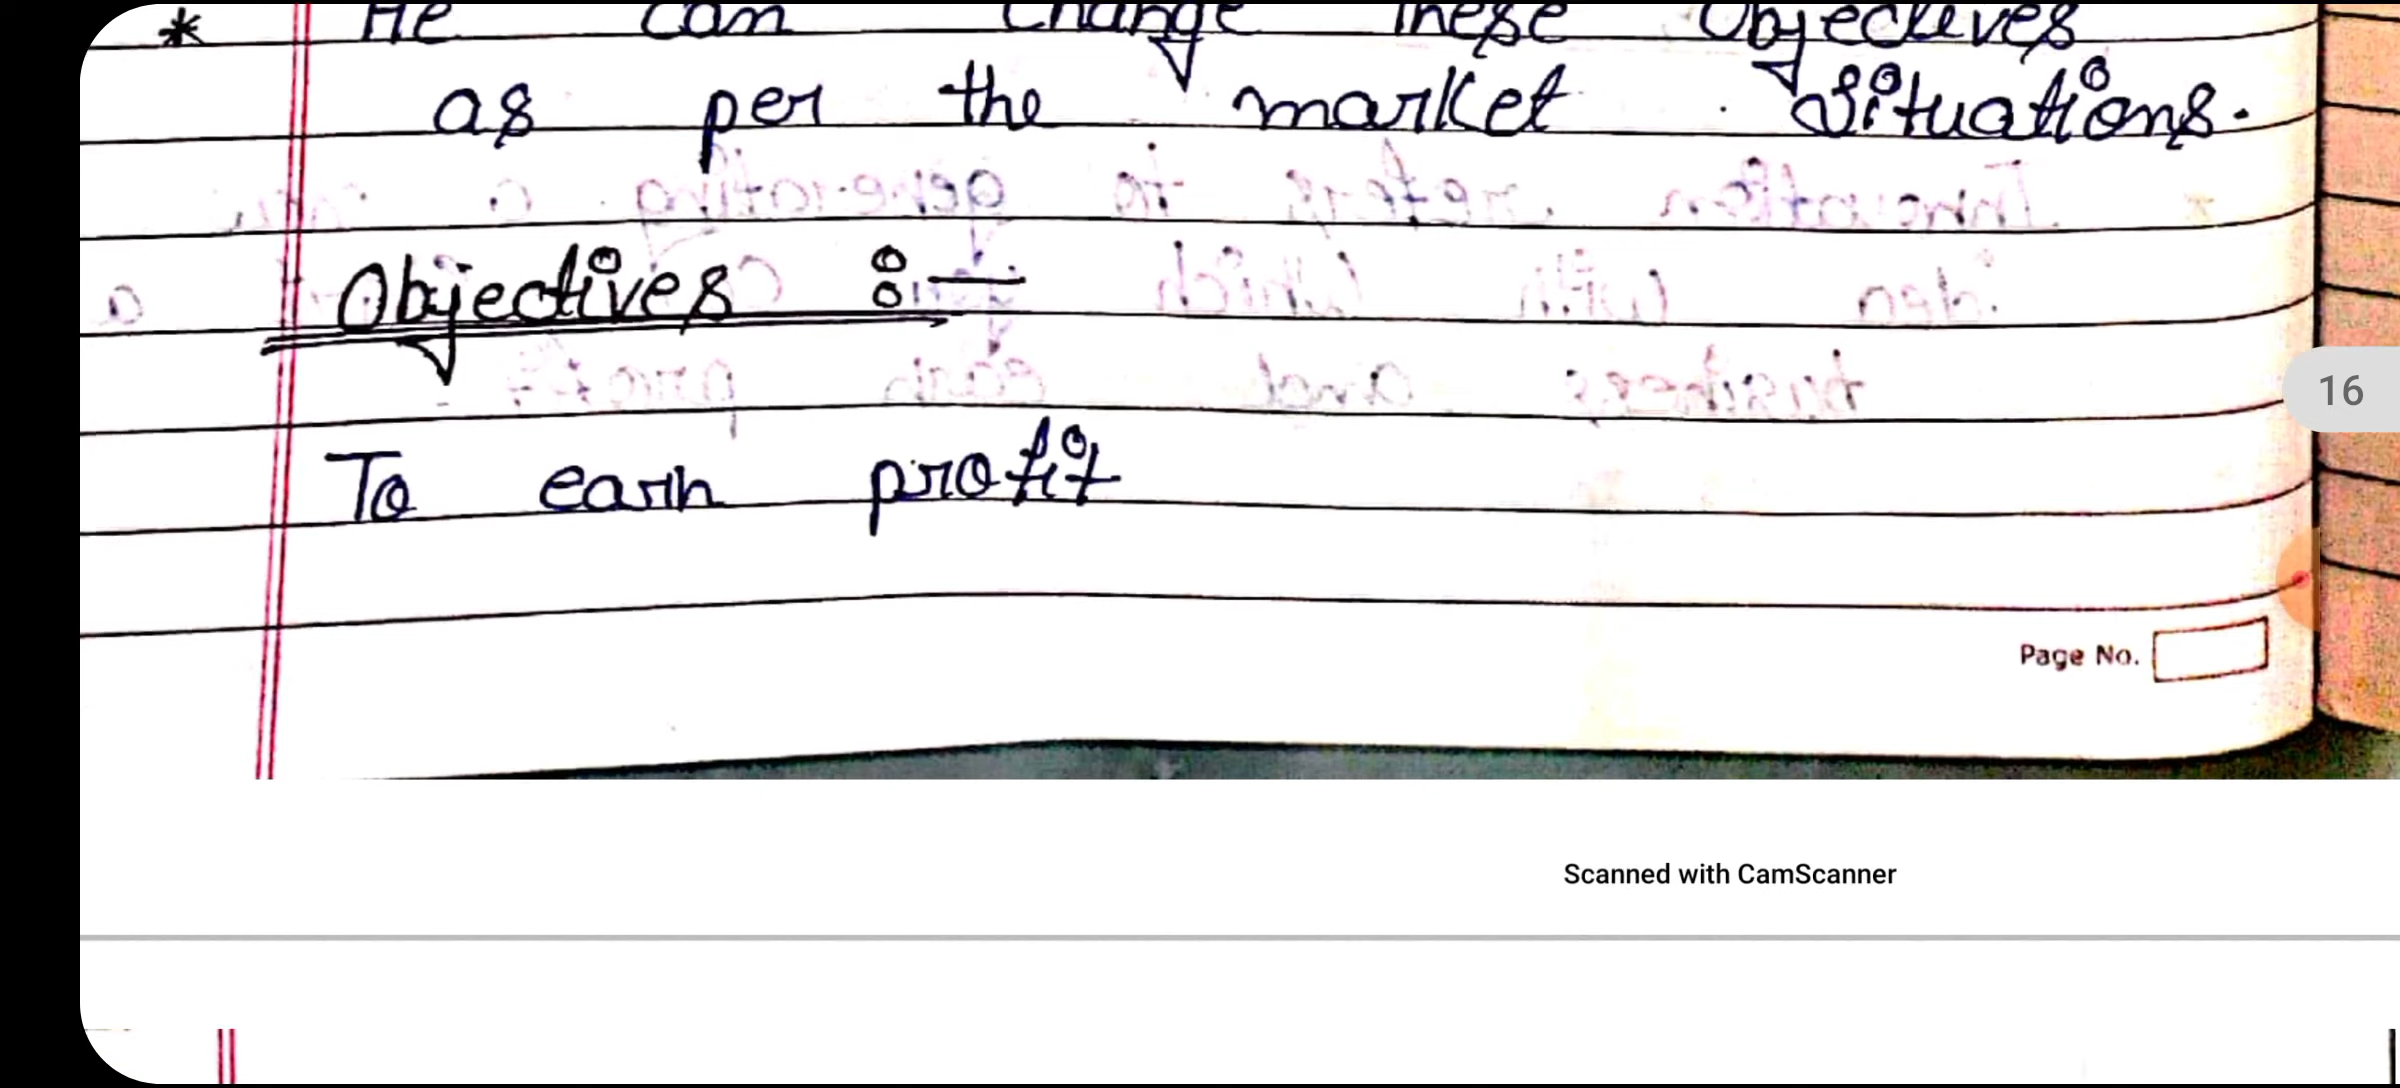 * He can change these Objectives
as per the market situations.
Objectives :-
To earn profit
16
Page No.
Scanned with CamScanner